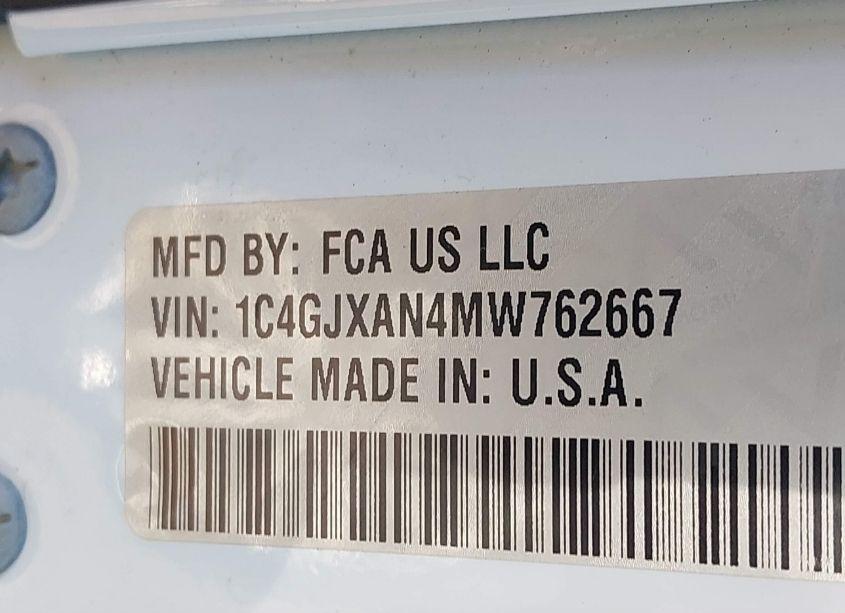 MFD BY: FCA US LLC
VIN: 1C4GJXAN4MW762667
VEHICLE MADE IN: U.S.A.